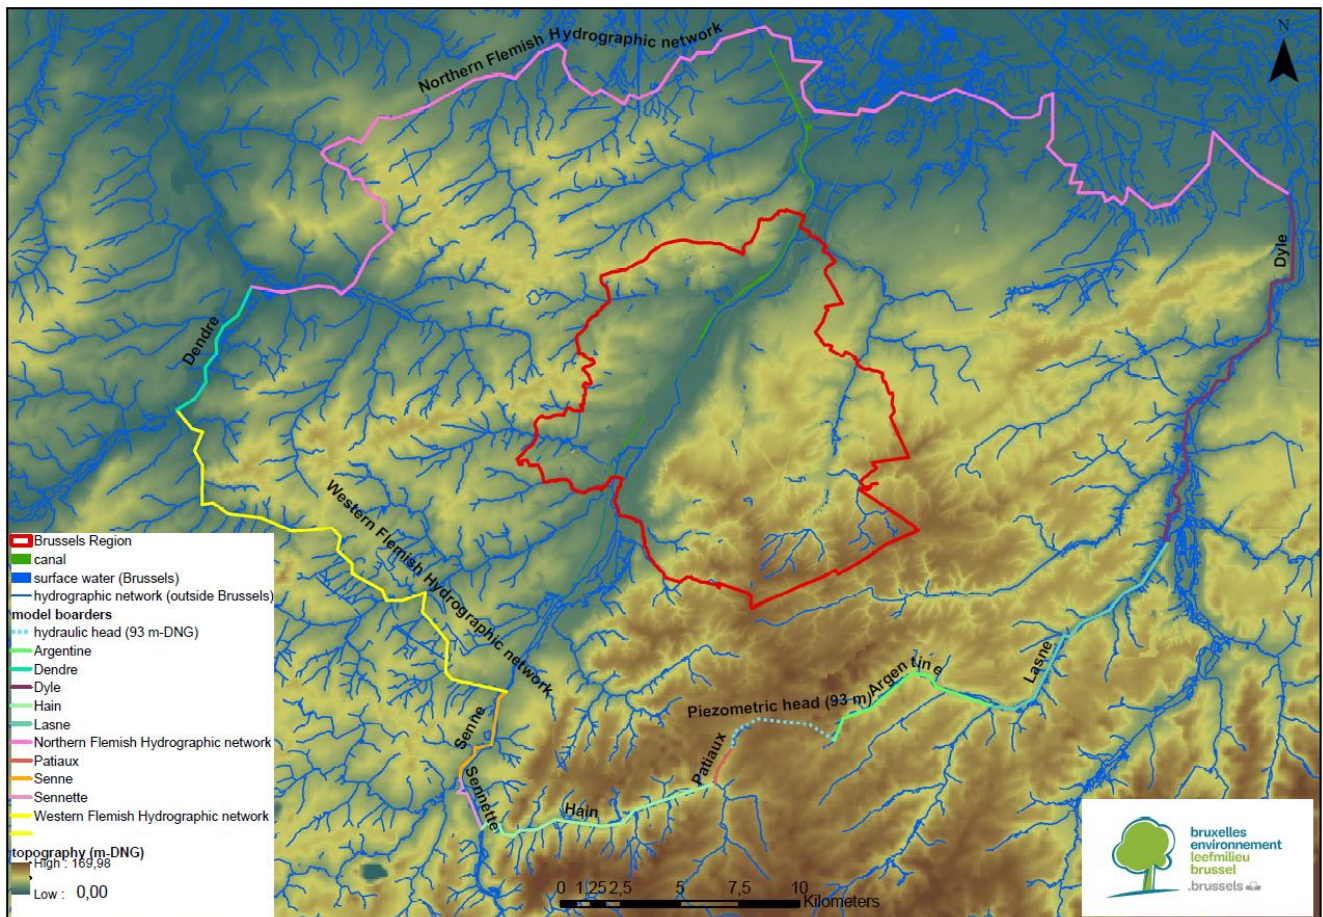 Northern Flemish Hydrographic network
N
Dyle
Dendre
Western Flemish Hydrographic network
Lasne
Argentine
Piezometric head (93 m)
Patiaux
Senne
Sennette
Hain
Brussels Region
canal
surface water (Brussels)
hydrographic network (outside Brussels)
model boarders
hydraulic head (93 m-DNG)
Argentine
Dendre
Dyle
Hain
Lasne
Northern Flemish Hydrographic network
Patiaux
Senne
Sennette
Western Flemish Hydrographic network
topography (m-DNG)
High : 169,98
Low : 0,00
0 1,25 2,5 5 7,5 10
Kilometers
bruxelles
environnement
leefmilieu
brussel
.brussels